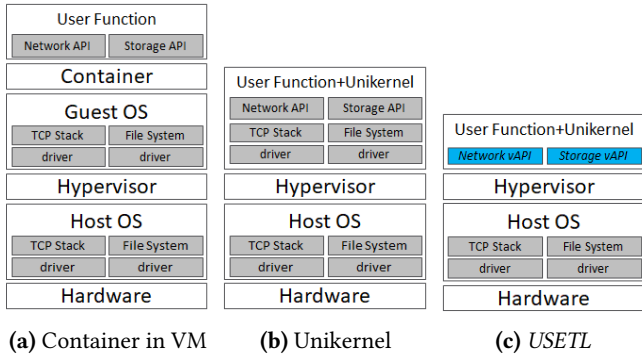 User Function
Network API Storage API
Container
Guest OS
TCP Stack File System
driver driver
Hypervisor
Host OS
TCP Stack File System
driver driver
Hardware
(a) Container in VM
User Function+Unikernel
Network API Storage API
TCP Stack File System
driver driver
Hypervisor
Host OS
TCP Stack File System
driver driver
Hardware
(b) Unikernel
User Function+Unikernel
Network vAPI Storage vAPI
Hypervisor
Host OS
TCP Stack File System
driver driver
Hardware
(c) USETL